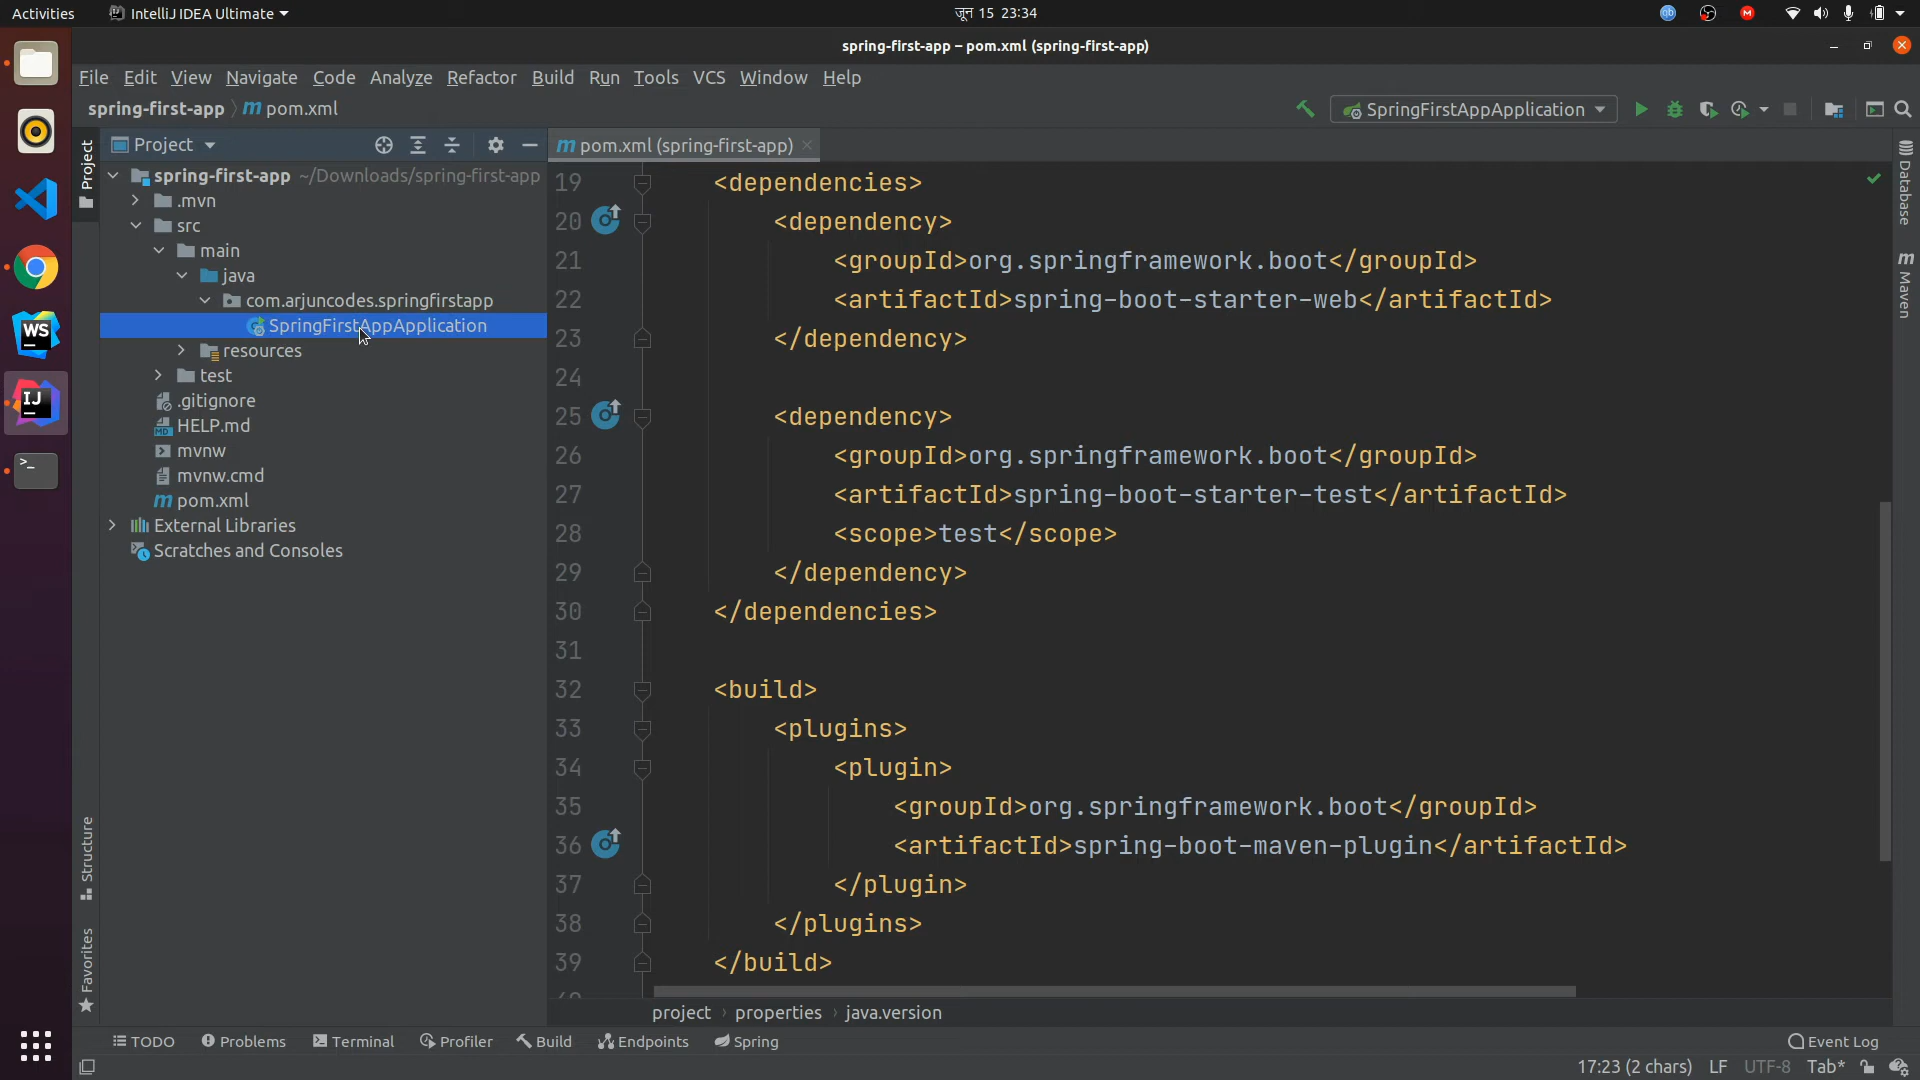 Activities IntelliJ IDEA Ultimate जून 15 23:34
spring-first-app – pom.xml (spring-first-app)
File Edit View Navigate Code Analyze Refactor Build Run Tools VCS Window Help
spring-first-app pom.xml SpringFirstAppApplication
Project
pom.xml (spring-first-app)
Project
Structure
Favorites
spring-first-app ~/Downloads/spring-first-app
.mvn
src
main
java
com.arjuncodes.springfirstapp
SpringFirstAppApplication
resources
test
.gitignore
HELP.md
mvnw
mvnw.cmd
pom.xml
External Libraries
Scratches and Consoles
19 <dependencies>
20 <dependency>
21 <groupId>org.springframework.boot</groupId>
22 <artifactId>spring-boot-starter-web</artifactId>
23 </dependency>
24
25 <dependency>
26 <groupId>org.springframework.boot</groupId>
27 <artifactId>spring-boot-starter-test</artifactId>
28 <scope>test</scope>
29 </dependency>
30 </dependencies>
31
32 <build>
33 <plugins>
34 <plugin>
35 <groupId>org.springframework.boot</groupId>
36 <artifactId>spring-boot-maven-plugin</artifactId>
37 </plugin>
38 </plugins>
39 </build>
Database
Maven
project › properties › java.version
TODO Problems Terminal Profiler Build Endpoints Spring Event Log
17:23 (2 chars) LF UTF-8 Tab*